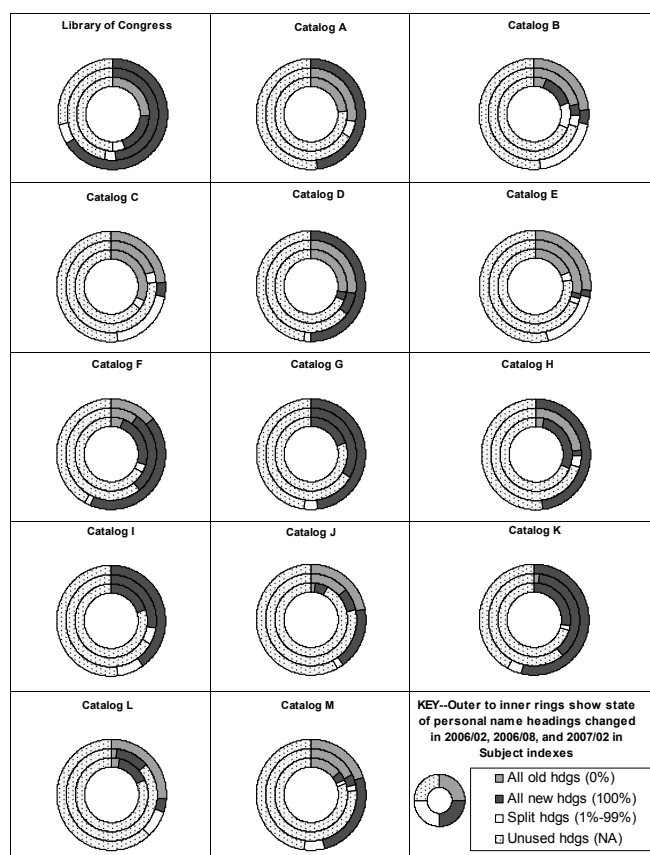 Library of Congress
Catalog A
Catalog B
Catalog C
Catalog D
Catalog E
Catalog F
Catalog G
Catalog H
Catalog I
Catalog J
Catalog K
Catalog L
Catalog M
KEY--Outer to inner rings show state
of personal name headings changed
in 2006/02, 2006/08, and 2007/02 in
Subject indexes
All old hdgs (0%)
All new hdgs (100%)
Split hdgs (1%-99%)
Unused hdgs (NA)